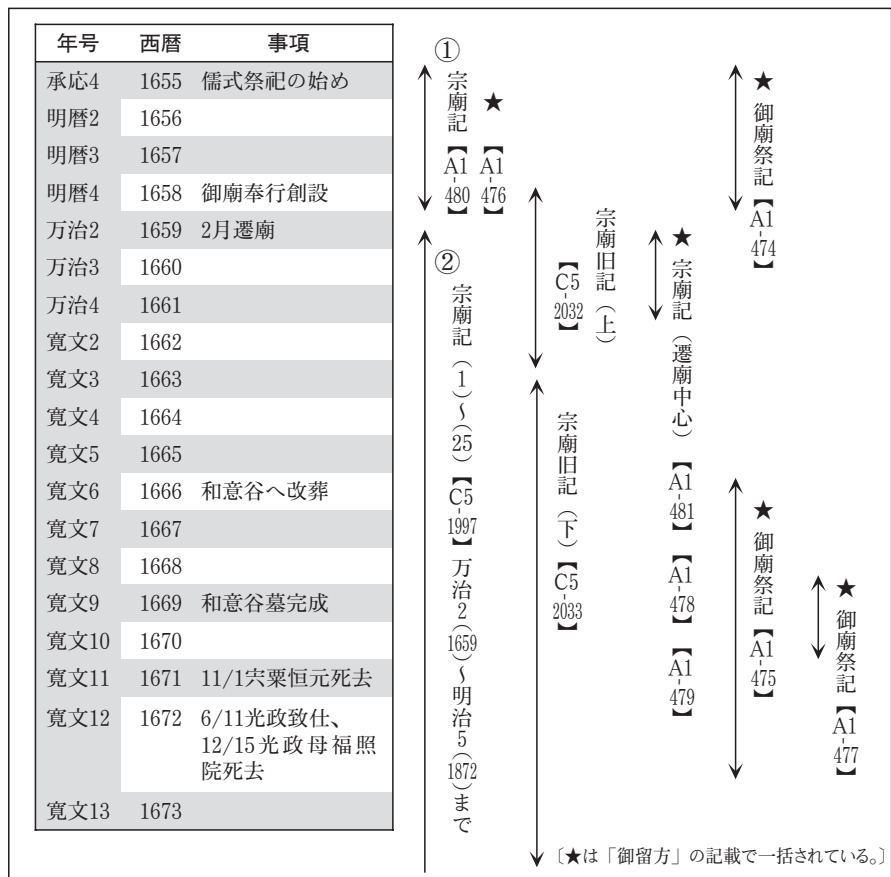 年号 西暦 事項
承応4 1655 儒式祭祀の始め
明暦2 1656
明暦3 1657
明暦4 1658 御廟奉行創設
万治2 1659 2月遷廟
万治3 1660
万治4 1661
寛文2 1662
寛文3 1663
寛文4 1664
寛文5 1665
寛文6 1666 和意谷へ改葬
寛文7 1667
寛文8 1668
寛文9 1669 和意谷墓完成
寛文10 1670
寛文11 1671 11/1宍粟恒元死去
寛文12 1672 6/11光政致仕、
12/15光政母福照
院死去
寛文13 1673
①
宗廟記【A1-480】
★【A1-476】
②
宗廟記(1)〜(25)【C5-1997】万治2(1659)〜明治5(1872)まで
宗廟旧記(上)
【C5-2032】
宗廟旧記(下)【C5-2033】
★宗廟記(遷廟中心)【A1-481】【A1-478】【A1-479】
★御廟祭記【A1-474】
★御廟祭記【A1-475】
★御廟祭記【A1-477】
〔★は「御留方」の記載で一括されている。〕